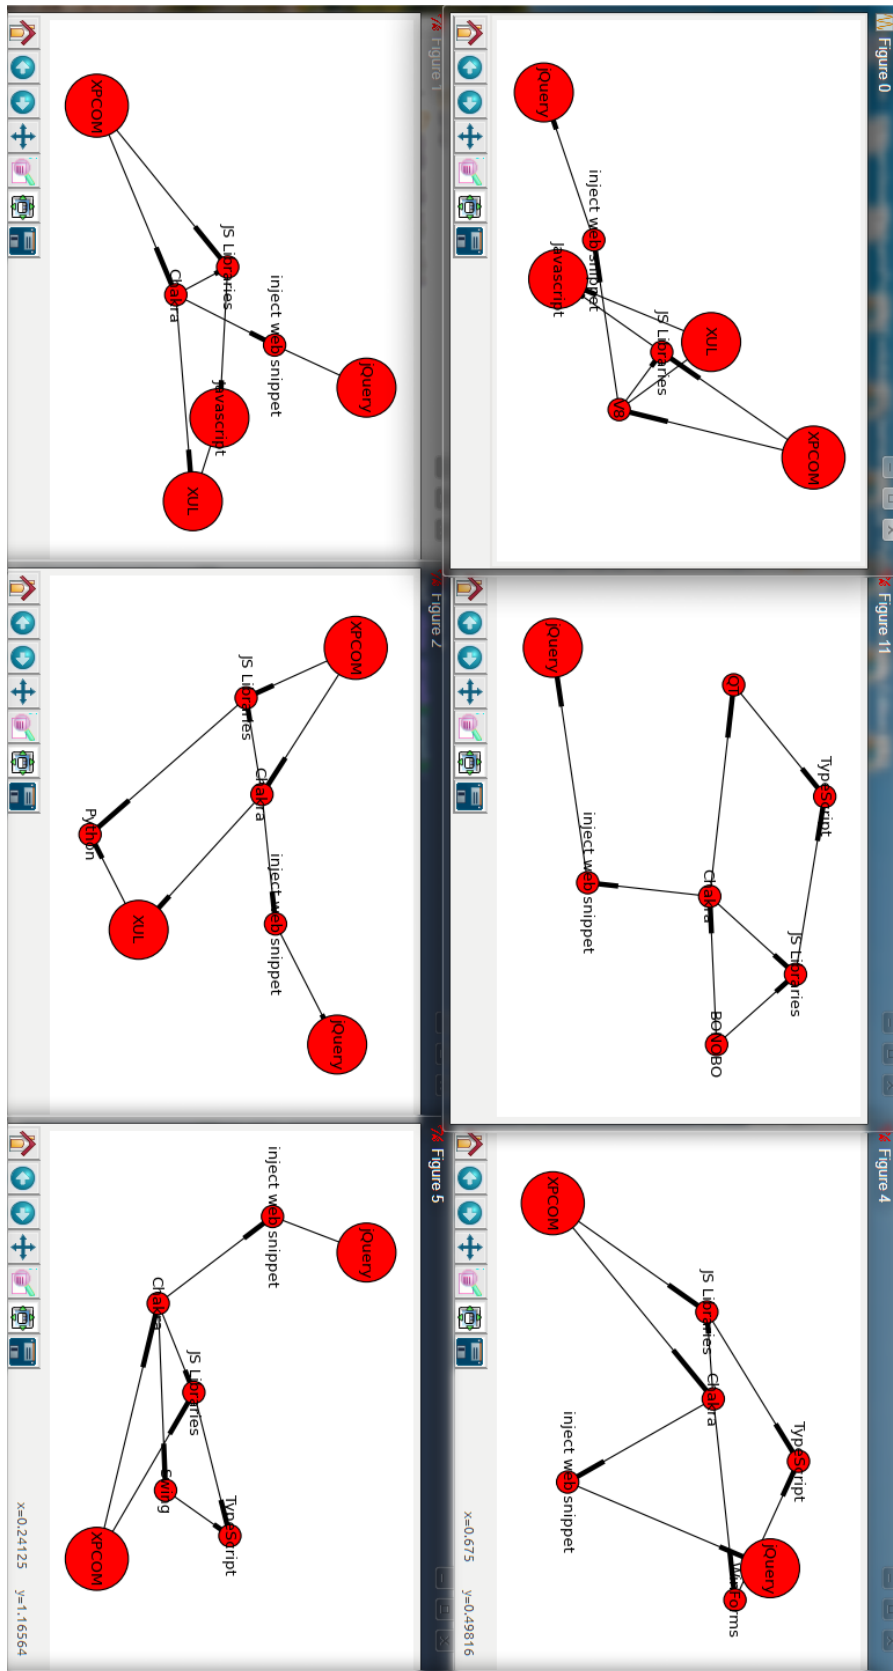 Figure 0
jQuery
inject web snippet
Javascript
JS Libraries
XUL
V8
XPCOM
Figure 11
jQuery
QT
TypeScript
inject web snippet
Chakra
JS Libraries
BONOBO
Figure 4
XPCOM
JS Libraries
Chakra
TypeScript
inject web snippet
jQuery
WinForms
x=0.675 y=0.49816
Figure 1
XPCOM
JS Libraries
Chakra
inject web snippet
jQuery
Javascript
XUL
Figure 2
XPCOM
JS Libraries
Chakra
Python
inject web snippet
XUL
jQuery
Figure 5
inject web snippet
jQuery
Chakra
JS Libraries
Swing
TypeScript
XPCOM
x=0.24125 y=1.16564